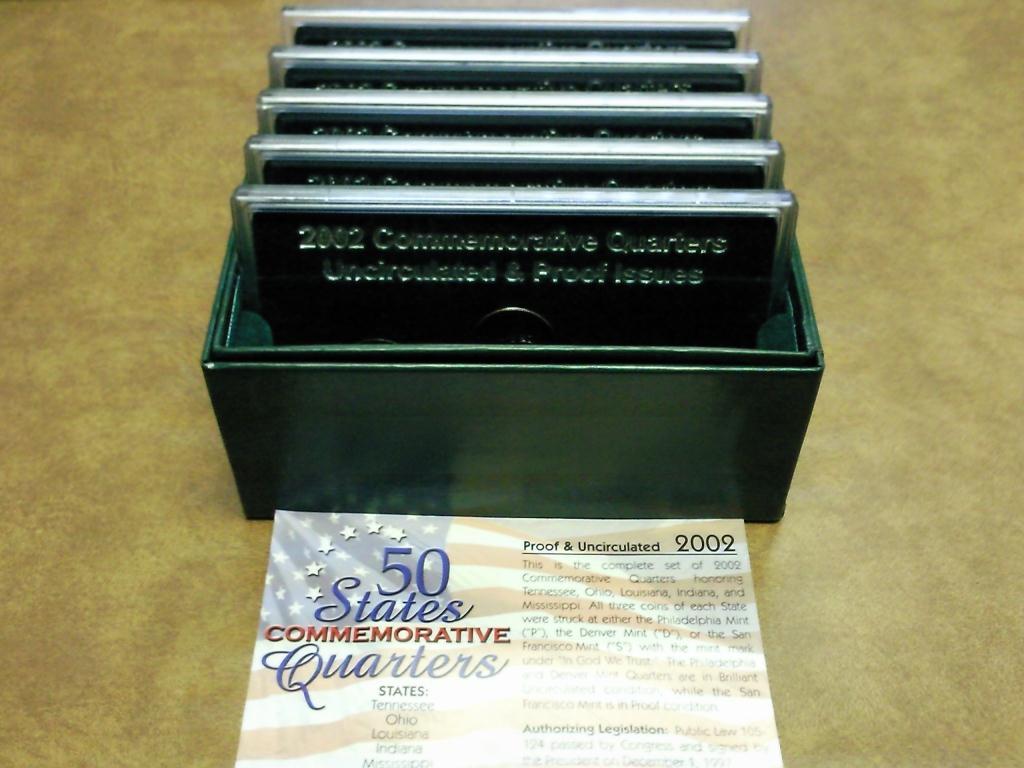 2002 Commemorative Quarters
Uncirculated & Proof Issues
50
States
COMMEMORATIVE
Quarters
STATES:
Tennessee
Ohio
Louisiana
Indiana
Mississippi
Proof & Uncirculated 2002
This is the complete set of 2002
Commemorative Quarters honoring
Tennessee, Ohio, Louisiana, Indiana, and
Mississippi. All three coins of each State
were struck at either the Philadelphia Mint
("P"), the Denver Mint ("D"), or the San
Francisco Mint ("S") with the mint mark
under "In God We Trust." The Philadelphia
and Denver Mint Quarters are in Brilliant
Uncirculated condition, while the San
Francisco Mint is in Proof condition.
Authorizing Legislation: Public Law 105-
124 passed by Congress and signed by
the President on December 1, 1997